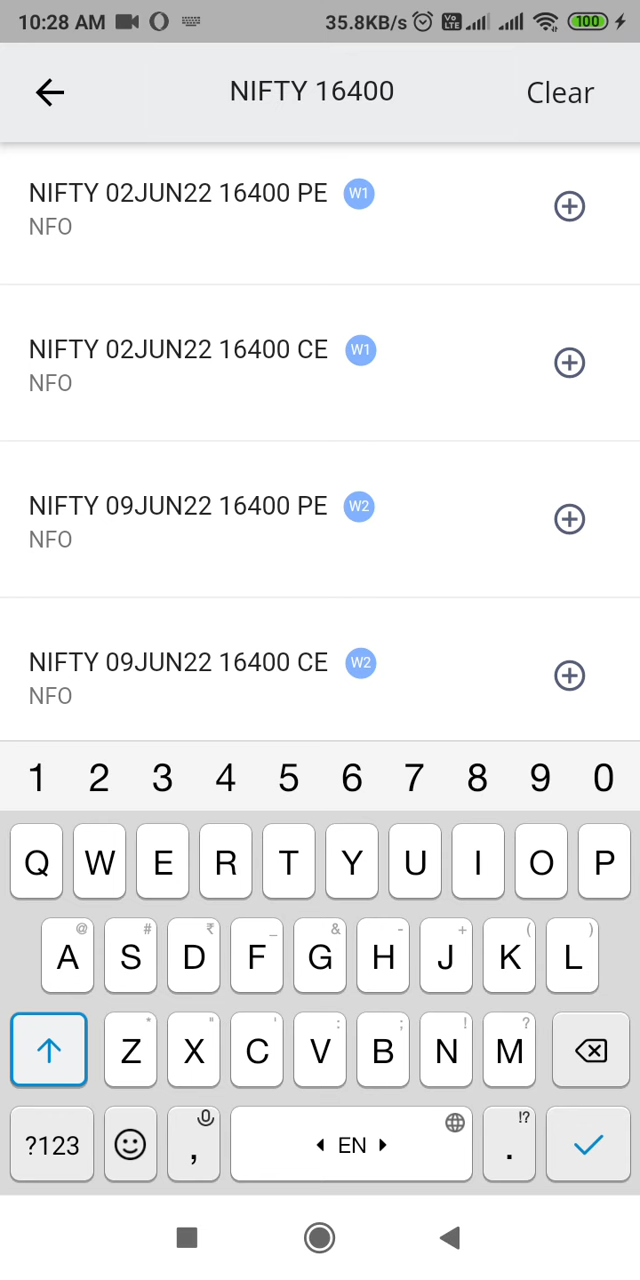 10:28 AM 35.8KB/s Vo LTE 100
NIFTY 16400 Clear
NIFTY 02JUN22 16400 PE W1
NFO
NIFTY 02JUN22 16400 CE W1
NFO
NIFTY 09JUN22 16400 PE W2
NFO
NIFTY 09JUN22 16400 CE W2
NFO
1 2 3 4 5 6 7 8 9 0
Q W E R T Y U I O P
@ # ₹ _ & - + ( )
A S D F G H J K L
* " ' : ; ! ?
Z X C V B N M
!?
?123 , EN .